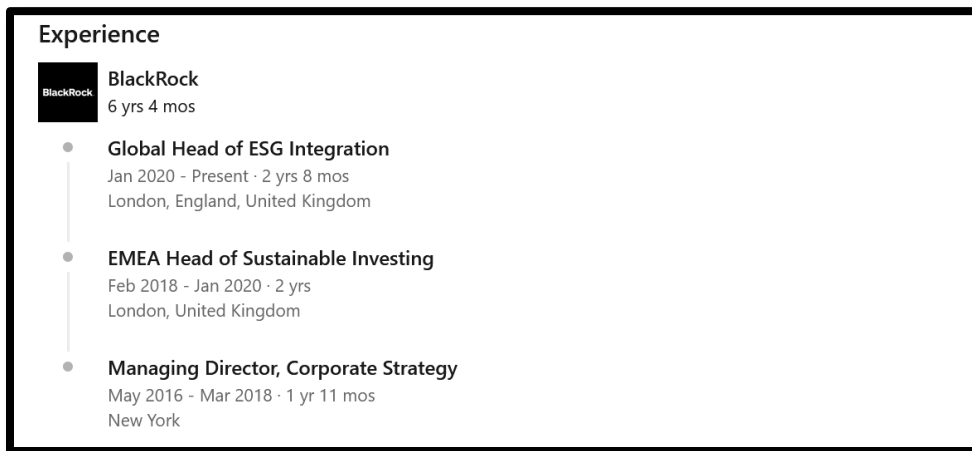 Experience
BlackRock
BlackRock
6 yrs 4 mos
Global Head of ESG Integration
Jan 2020 - Present · 2 yrs 8 mos
London, England, United Kingdom
EMEA Head of Sustainable Investing
Feb 2018 - Jan 2020 · 2 yrs
London, United Kingdom
Managing Director, Corporate Strategy
May 2016 - Mar 2018 · 1 yr 11 mos
New York